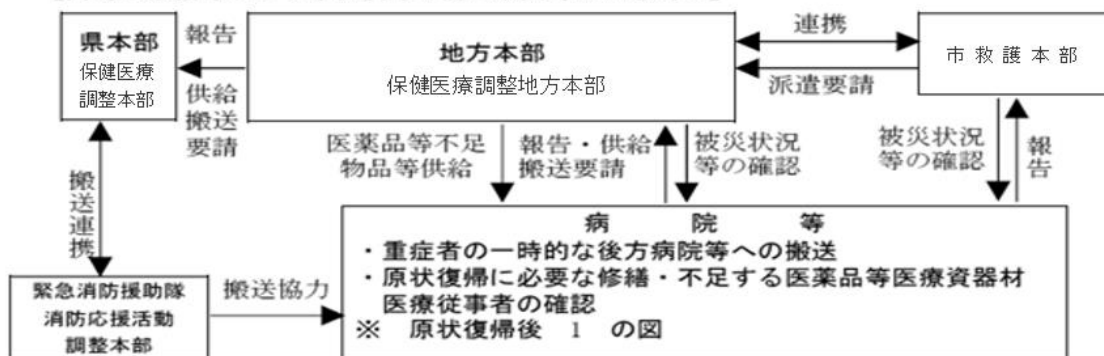 県本部
保健医療
調整本部
報告
供給
搬送
要請
地方本部
保健医療調整地方本部
連携
派遣要請
市救護本部
医薬品等不足
物品等供給
報告・供給
搬送要請
被災状況
等の確認
被災状況
等の確認
報告
搬送連携
病院等
・重症者の一時的な後方病院等への搬送
・原状復帰に必要な修繕・不足する医薬品等医療資器材
医療従事者の確認
※ 原状復帰後 1 の図
緊急消防援助隊
消防応援活動
調整本部
搬送協力